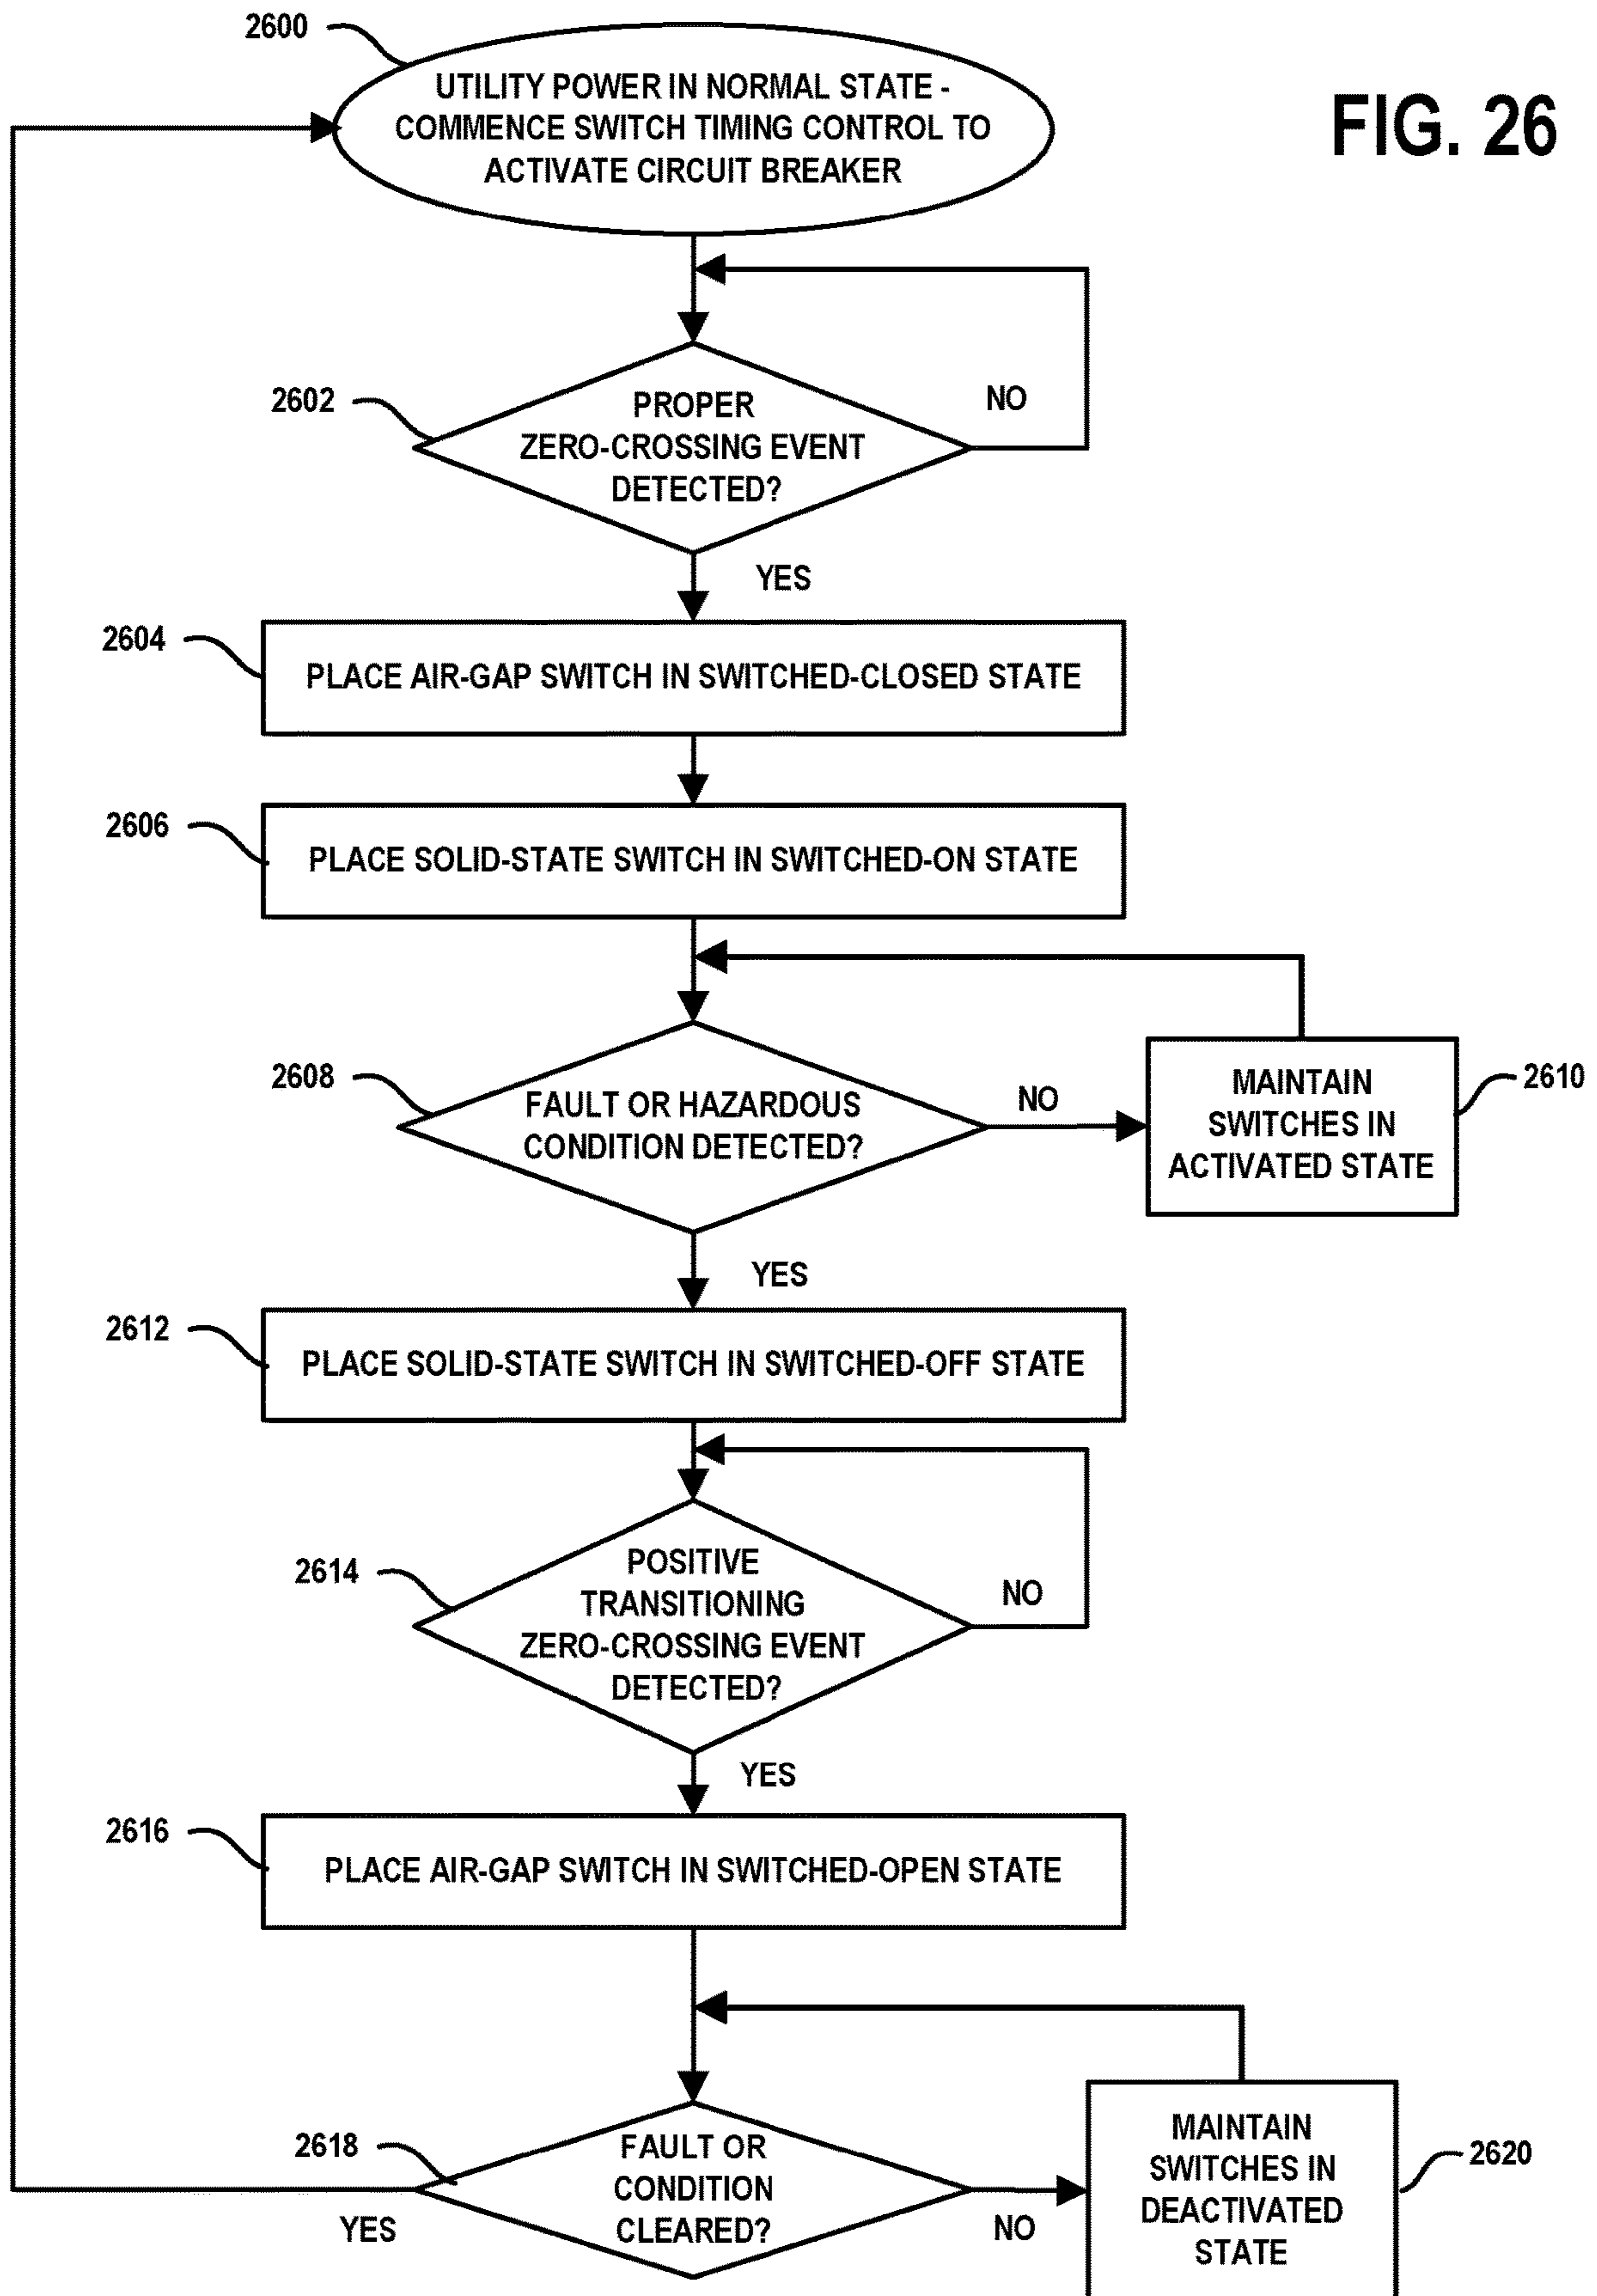 2600
UTILITY POWER IN NORMAL STATE -
COMMENCE SWITCH TIMING CONTROL TO
ACTIVATE CIRCUIT BREAKER
FIG. 26
2602
PROPER
ZERO-CROSSING EVENT
DETECTED?
NO
YES
2604
PLACE AIR-GAP SWITCH IN SWITCHED-CLOSED STATE
2606
PLACE SOLID-STATE SWITCH IN SWITCHED-ON STATE
2608
FAULT OR HAZARDOUS
CONDITION DETECTED?
NO
MAINTAIN
SWITCHES IN
ACTIVATED STATE
2610
YES
2612
PLACE SOLID-STATE SWITCH IN SWITCHED-OFF STATE
2614
POSITIVE
TRANSITIONING
ZERO-CROSSING EVENT
DETECTED?
NO
YES
2616
PLACE AIR-GAP SWITCH IN SWITCHED-OPEN STATE
2618
FAULT OR
CONDITION
CLEARED?
YES
NO
MAINTAIN
SWITCHES IN
DEACTIVATED
STATE
2620